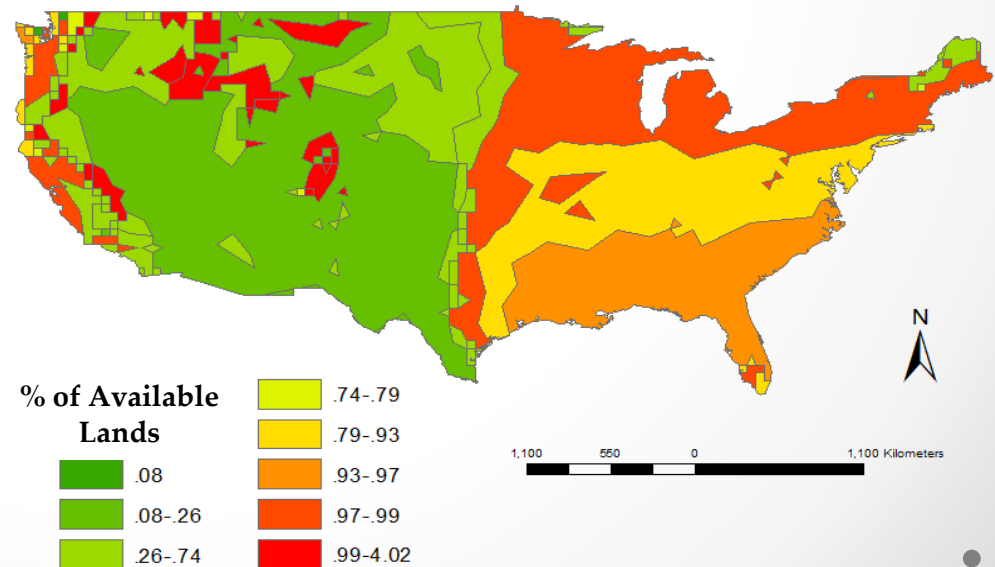 N
% of Available
Lands
.08
.08-.26
.26-.74
.74-.79
.79-.93
.93-.97
.97-.99
.99-4.02
1,100 550 0 1,100 Kilometers